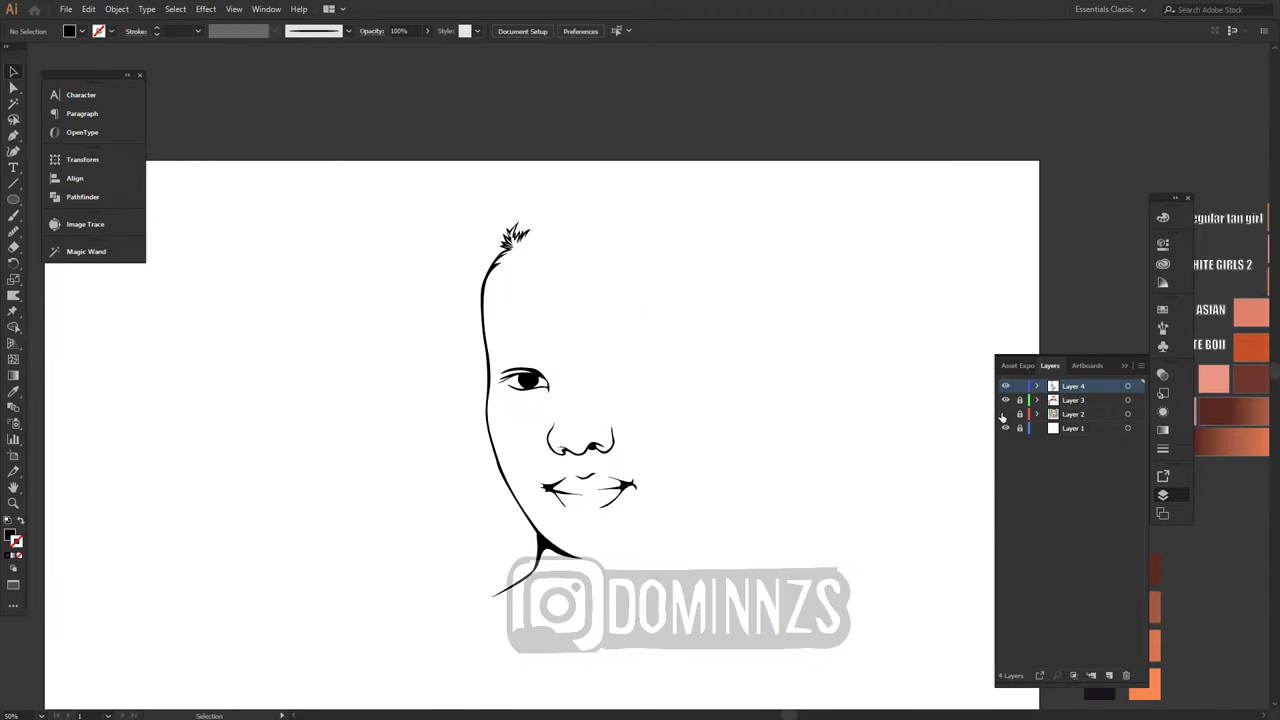 Ai File Edit Object Type Select Effect View Window Help Essentials Classic Search Adobe Stock
No Selection Stroke: Opacity: 100% Style: Document Setup Preferences
Character
Paragraph
OpenType
Transform
Align
Pathfinder
Image Trace
Magic Wand
egular tan girl
HITE GIRLS 2
ASIAN
TE BOII
Asset Expo Layers Artboards
Layer 4
Layer 3
Layer 2
Layer 1
DOMINNZS
4 Layers
50% 1 Selection